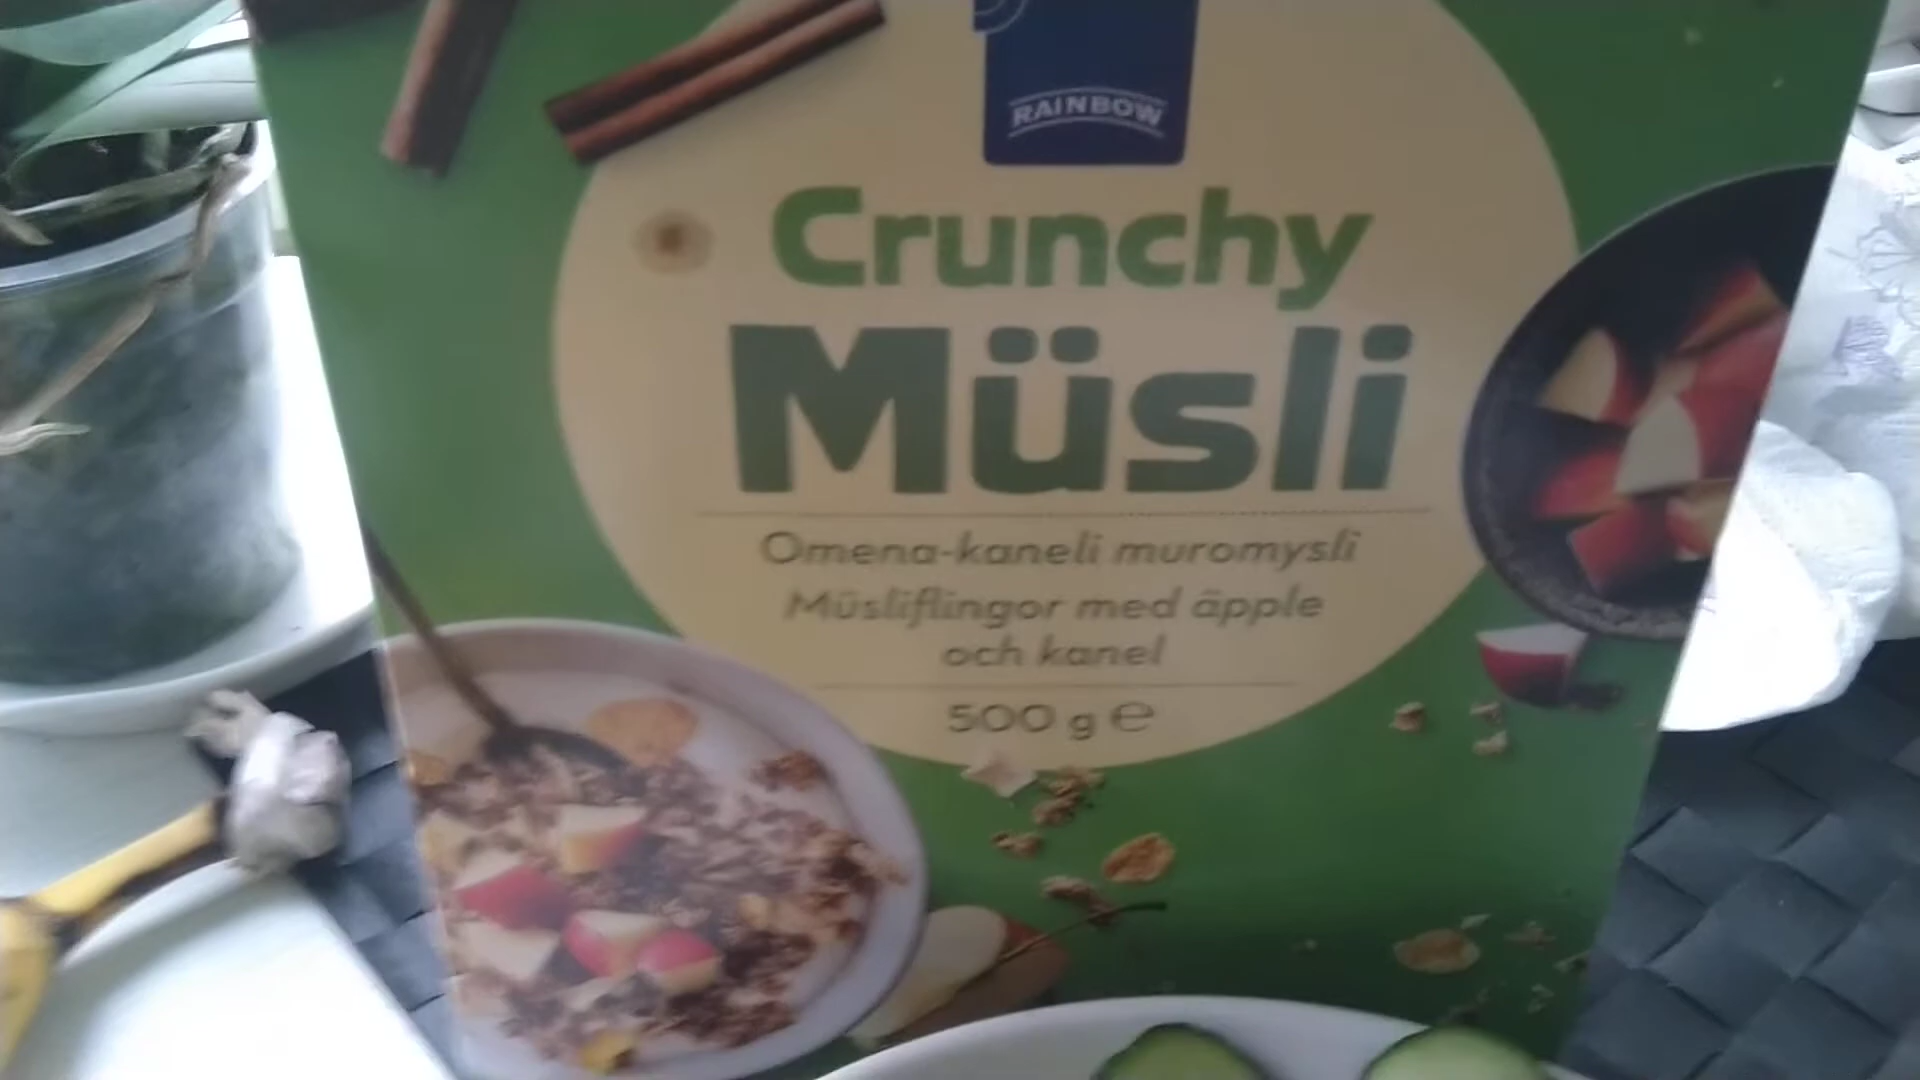 RAINBOW
Crunchy
Müsli
Omena-kaneli muromysli
Müsliflingor med äpple
och kanel
500 g ℮